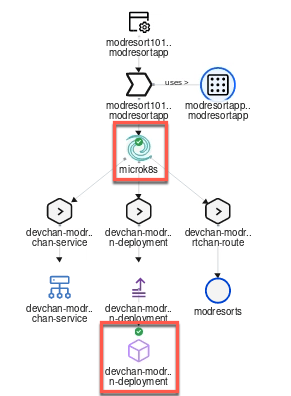 modresort101..
modresortapp
uses >
modresort101..
modresortapp
modresortapp..
modresortapp
microk8s
devchan-modr..
chan-service
devchan-modr..
n-deployment
devchan-modr..
rtchan-route
devchan-modr..
chan-service
devchan-modr..
n-deployment
modresorts
devchan-modr..
n-deployment